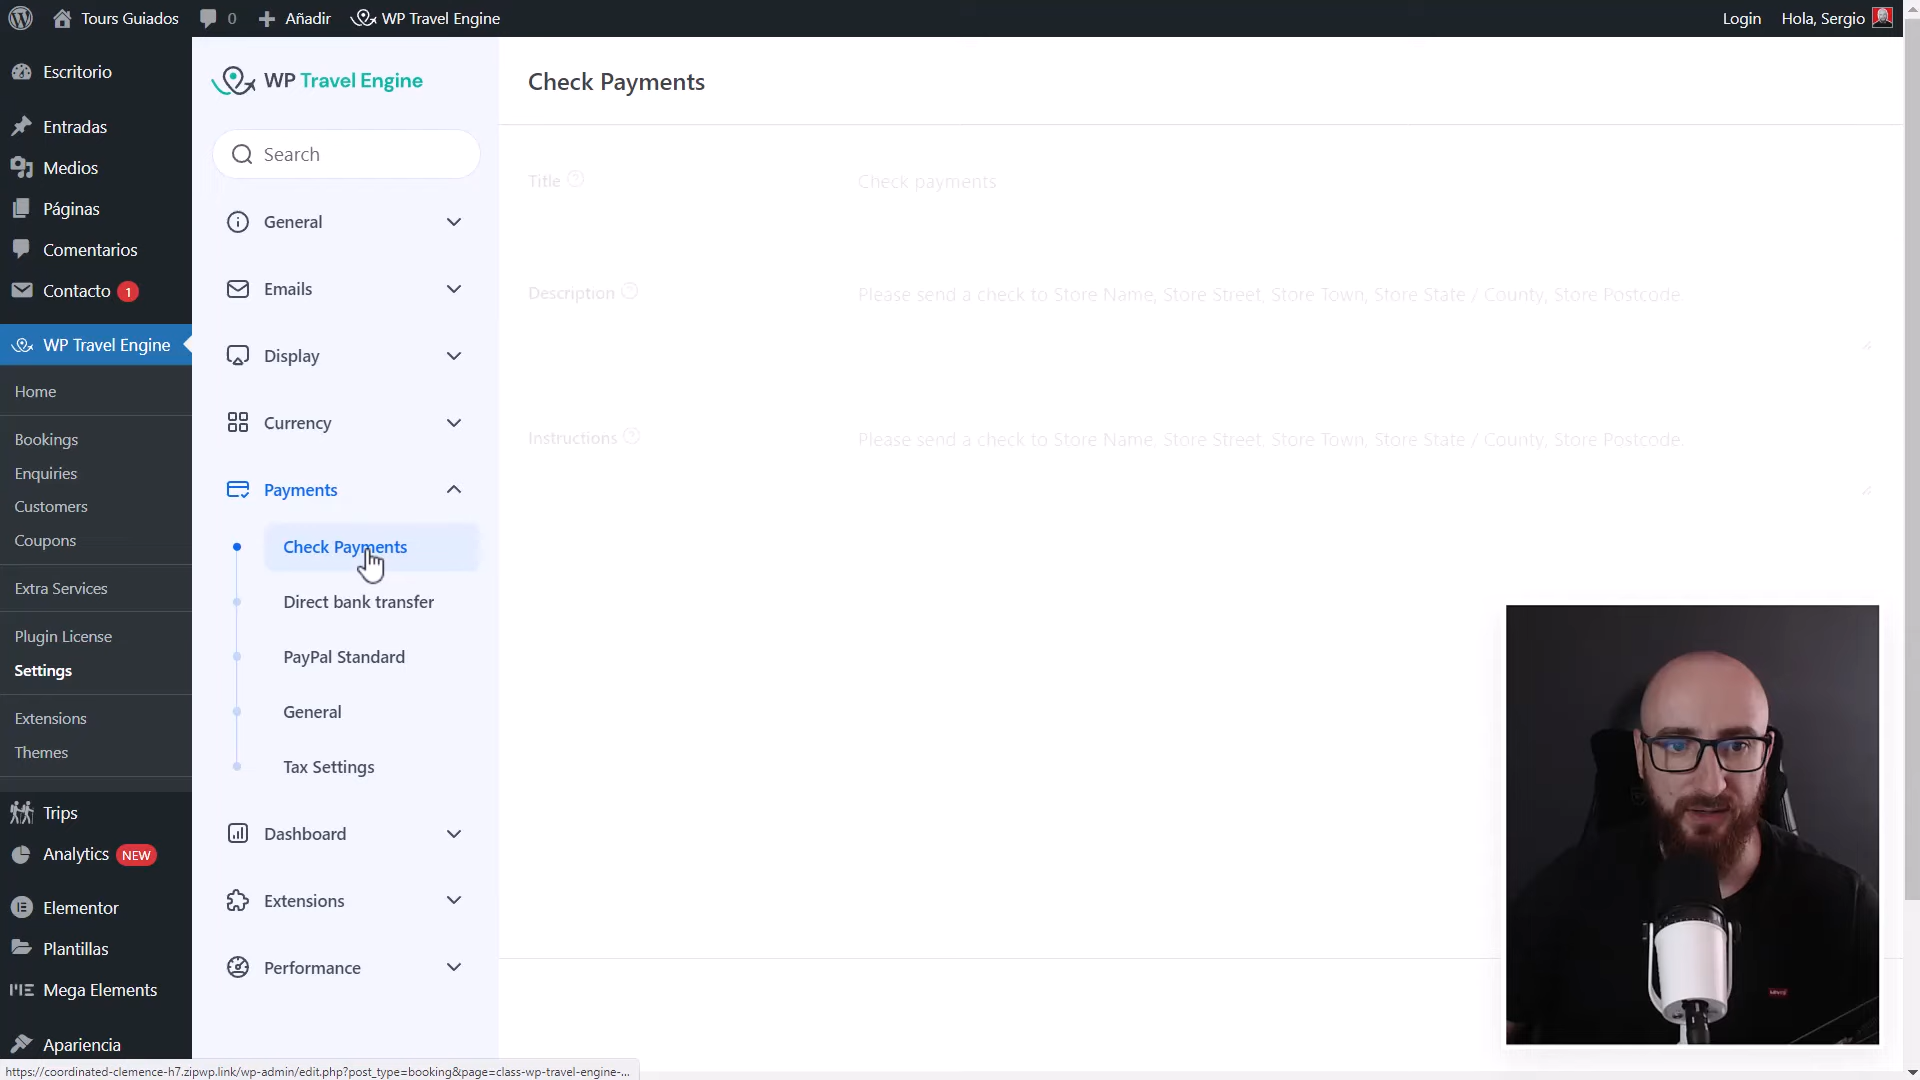 Tours Guiados
0
Añadir
WP Travel Engine
Login
Hola, Sergio
Escritorio
Entradas
Medios
Páginas
Comentarios
Contacto 1
WP Travel Engine
Home
Bookings
Enquiries
Customers
Coupons
Extra Services
Plugin License
Settings
Extensions
Themes
Trips
Analytics NEW
Elementor
Plantillas
Mega Elements
Apariencia
WP Travel Engine
Search
General
Emails
Display
Currency
Payments
Check Payments
Direct bank transfer
PayPal Standard
General
Tax Settings
Dashboard
Extensions
Performance
Check Payments
Title ?
Check payments
Description ?
Please send a check to Store Name, Store Street, Store Town, Store State / County, Store Postcode.
Instructions ?
Please send a check to Store Name, Store Street, Store Town, Store State / County, Store Postcode.
https://coordinated-clemence-h7.zipwp.link/wp-admin/edit.php?post_type=booking&page=class-wp-travel-engine-...